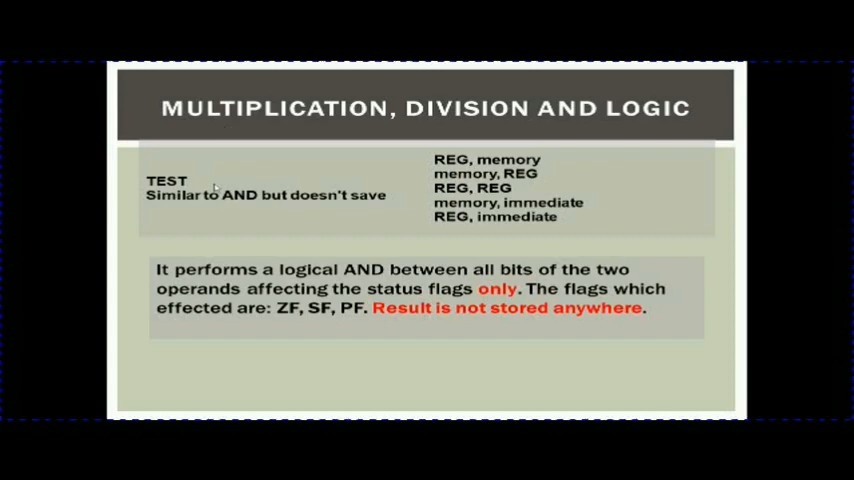 MULTIPLICATION, DIVISION AND LOGIC
TEST
Similar to AND but doesn't save
REG, memory
memory, REG
REG, REG
memory, immediate
REG, immediate
It performs a logical AND between all bits of the two
operands affecting the status flags only. The flags which
effected are: ZF, SF, PF. Result is not stored anywhere.